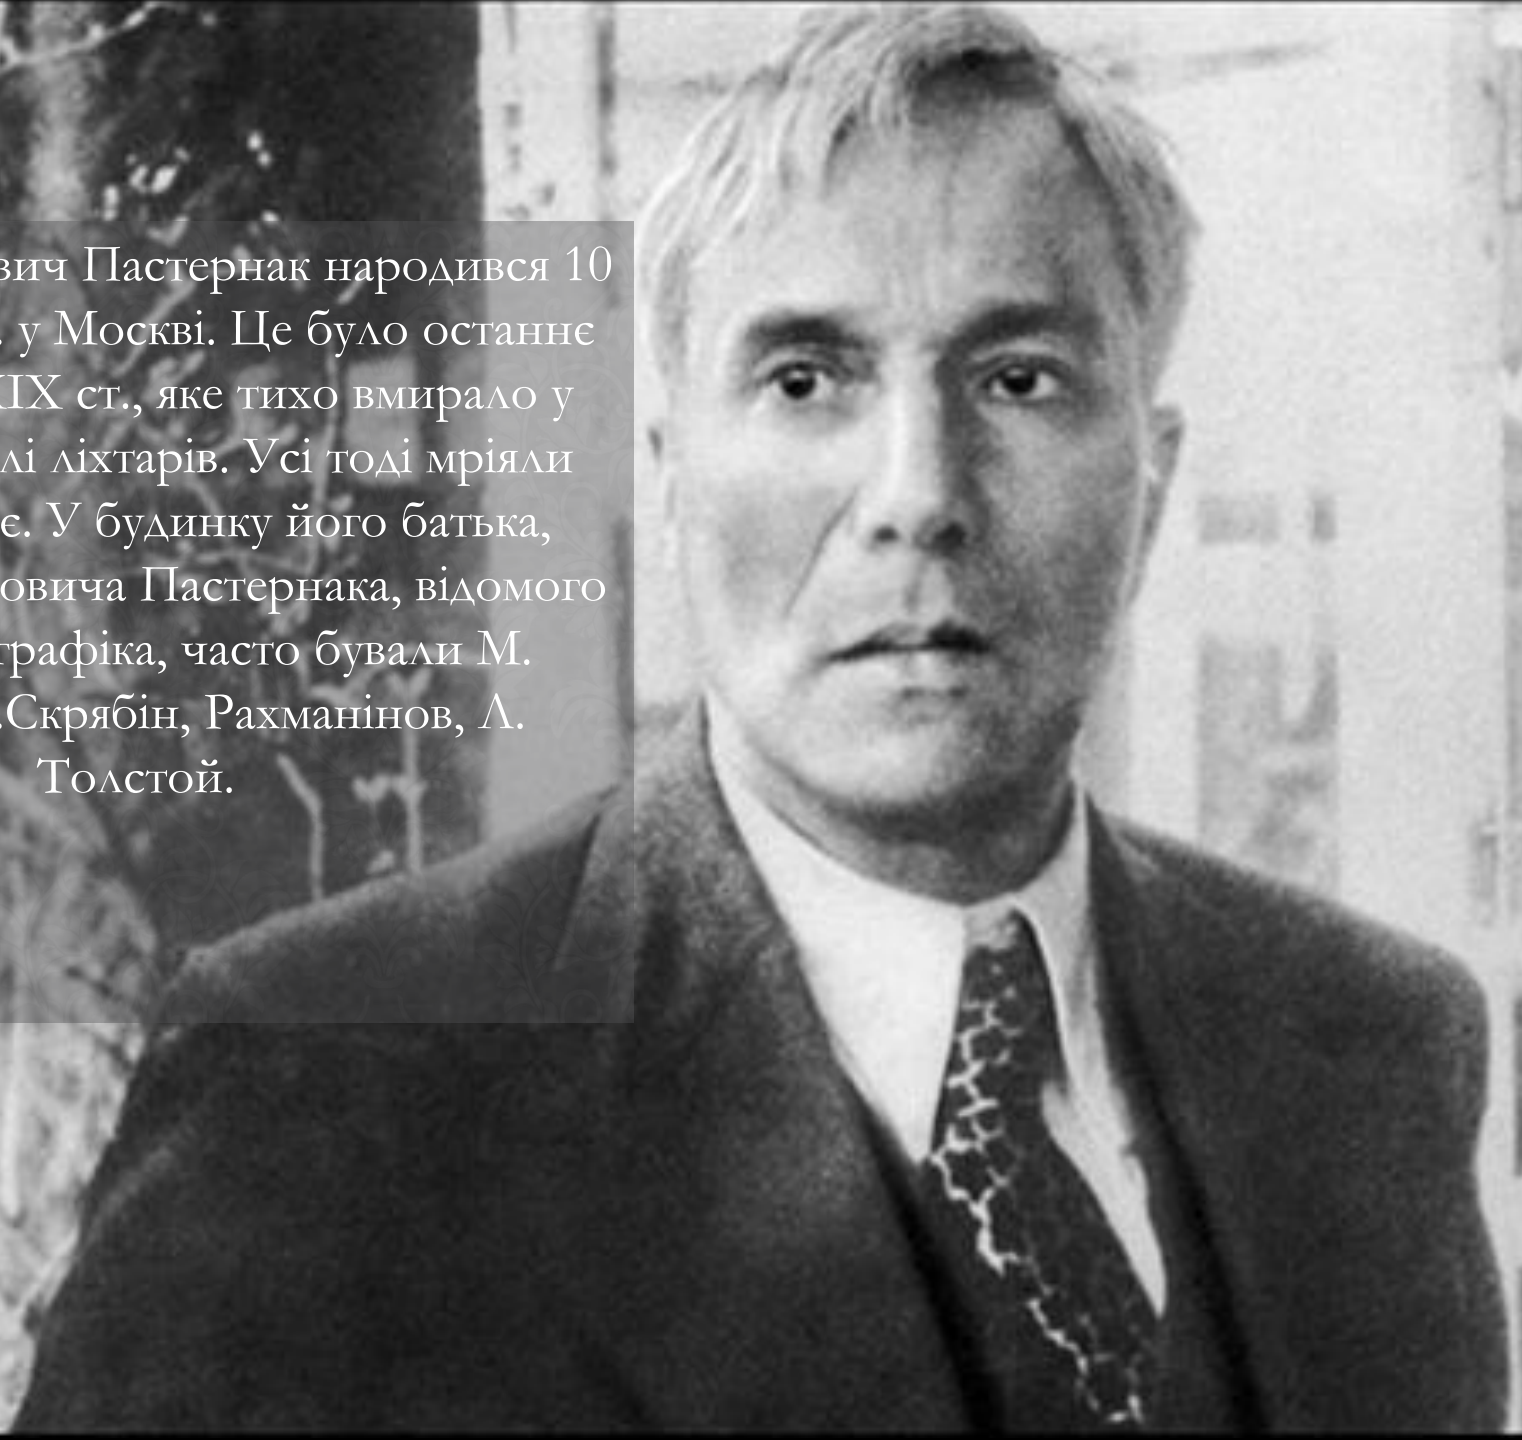 вич Пастернак народився 10
. у Москві. Це було останнє
ХІХ ст., яке тихо вмирало у
лі ліхтарів. Усі тоді мріяли
є. У будинку його батька,
овича Пастернака, відомого
графіка, часто бували М.
.Скрябін, Рахманінов, Л.
Толстой.